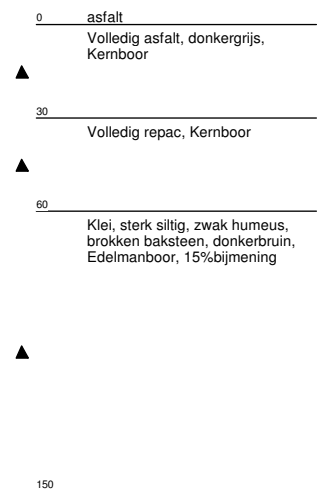 0 asfalt
Volledig asfalt, donkergrijs,
Kernboor
30
Volledig repac, Kernboor
60
Klei, sterk siltig, zwak humeus,
brokken baksteen, donkerbruin,
Edelmanboor, 15%bijmening
150